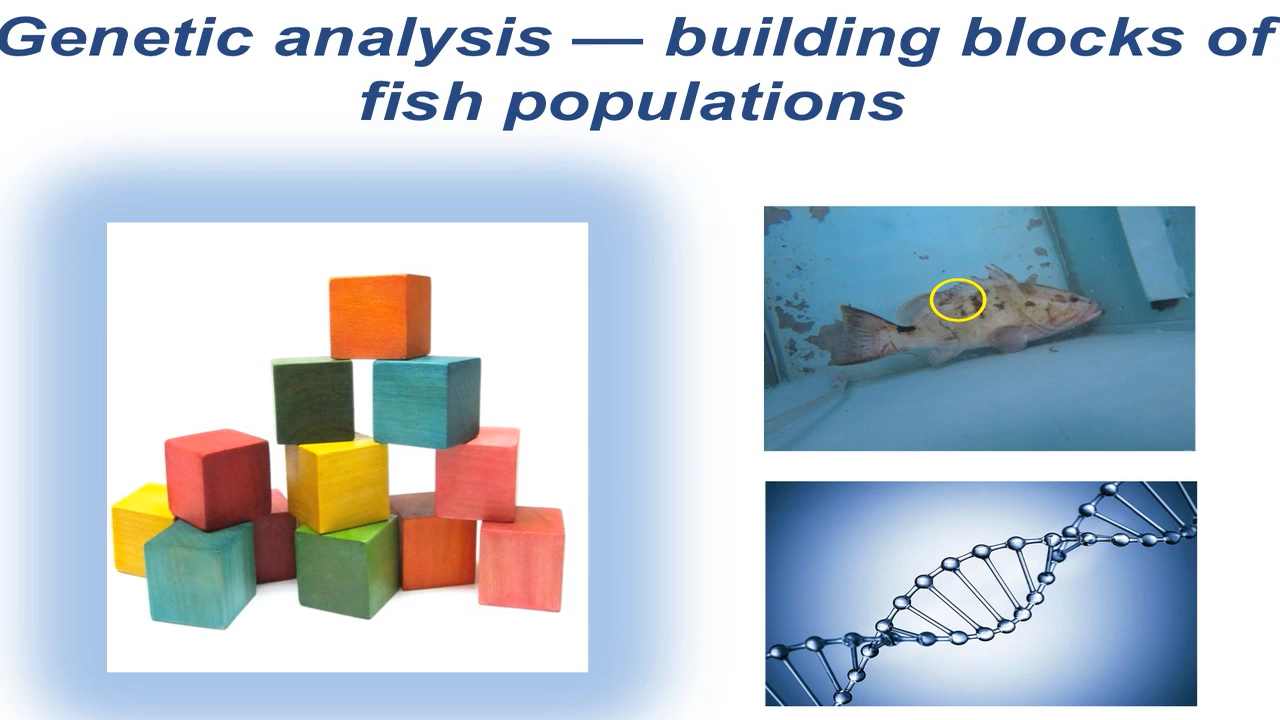 Genetic analysis — building blocks of
fish populations